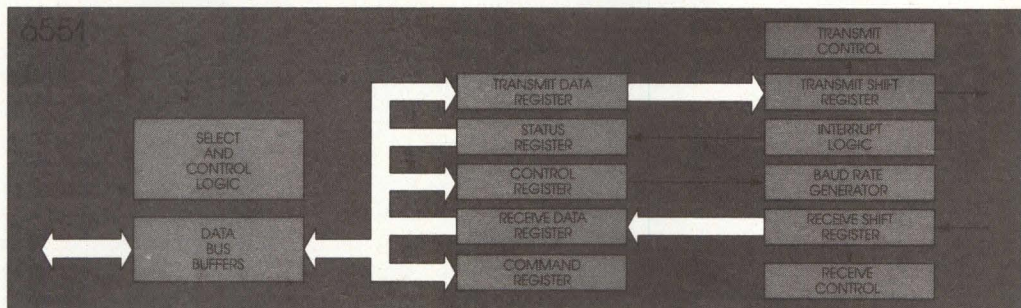 6551
SELECT
AND
CONTROL
LOGIC
DATA
BUS
BUFFERS
TRANSMIT DATA
REGISTER
STATUS
REGISTER
CONTROL
REGISTER
RECEIVE DATA
REGISTER
COMMAND
REGISTER
TRANSMIT
CONTROL
TRANSMIT SHIFT
REGISTER
INTERRUPT
LOGIC
BAUD RATE
GENERATOR
RECEIVE SHIFT
REGISTER
RECEIVE
CONTROL